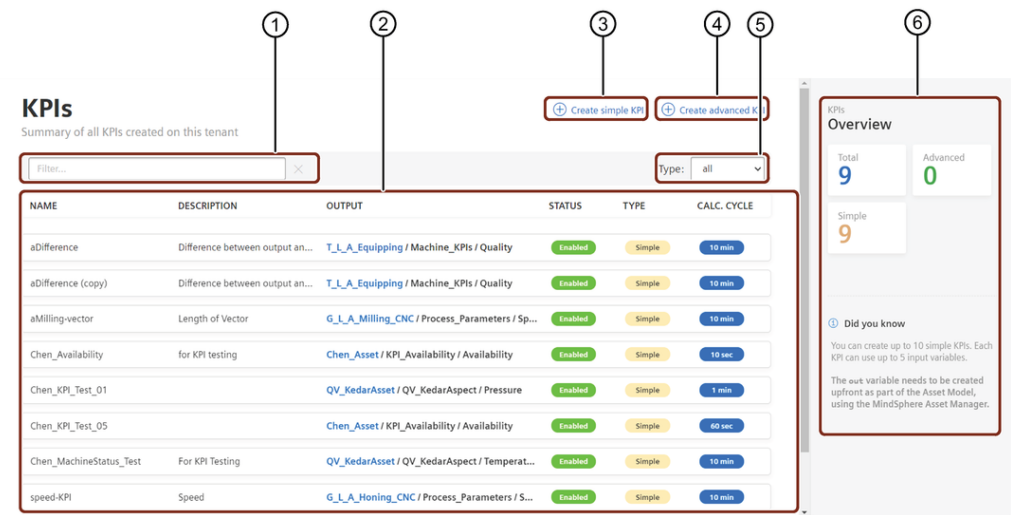 1
2
3
4
5
6
KPIs
Summary of all KPIs created on this tenant
Create simple KPI
Create advanced KPI
Filter...
Type: all
NAME DESCRIPTION OUTPUT STATUS TYPE CALC. CYCLE
aDifference Difference between output an... T_L_A_Equipping / Machine_KPIs / Quality Enabled Simple 10 min
aDifference (copy) Difference between output an... T_L_A_Equipping / Machine_KPIs / Quality Enabled Simple 10 min
aMilling-vector Length of Vector G_L_A_Milling_CNC / Process_Parameters / Sp... Enabled Simple 10 min
Chen_Availability for KPI testing Chen_Asset / KPI_Availability / Availability Enabled Simple 10 sec
Chen_KPI_Test_01 QV_KedarAsset / QV_KedarAspect / Pressure Enabled Simple 1 min
Chen_KPI_Test_05 Chen_Asset / KPI_Availability / Availability Enabled Simple 60 sec
Chen_MachineStatus_Test For KPI Testing QV_KedarAsset / QV_KedarAspect / Temperat... Enabled Simple 10 min
speed-KPI Speed G_L_A_Honing_CNC / Process_Parameters / S... Enabled Simple 10 min
KPIs
Overview
Total
9
Advanced
0
Simple
9
Did you know
You can create up to 10 simple KPIs. Each
KPI can use up to 5 input variables.
The out variable needs to be created
upfront as part of the Asset Model,
using the MindSphere Asset Manager.